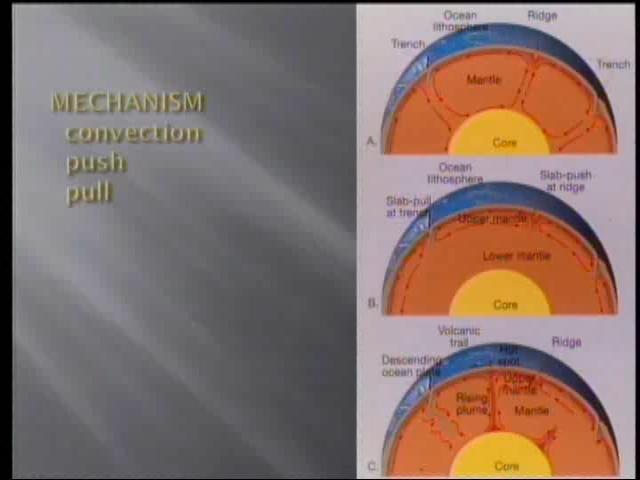 MECHANISM
convection
push
pull
Ocean
lithosphere
Ridge
Trench
Trench
Mantle
Core
A.
Ocean
lithosphere
Slab-push
at ridge
Slab-pull
at trench
Upper mantle
Lower mantle
Core
B.
Volcanic
trail
Hot
spot
Ridge
Descending
ocean plate
Upper
mantle
Rising
plume
Mantle
Core
C.